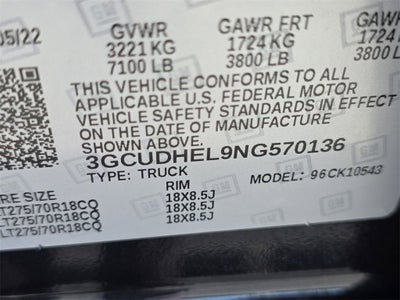 05/22 GVWR GAWR FRT GAWR
3221 KG 1724 KG 1724
7100 LB 3800 LB 3800
THIS VEHICLE CONFORMS TO ALL
APPLICABLE U.S. FEDERAL MOTOR
VEHICLE SAFETY STANDARDS IN EFFECT
ON THE DATE OF MANUFACTURE
SHOWN ABOVE.
3GCUDHEL9NG570136
TYPE: TRUCK MODEL: 96CK10543
RE SIZE RIM
LT275/70R18CQ 18X8.5J
LT275/70R18CQ 18X8.5J
LT275/70R18CQ 18X8.5J